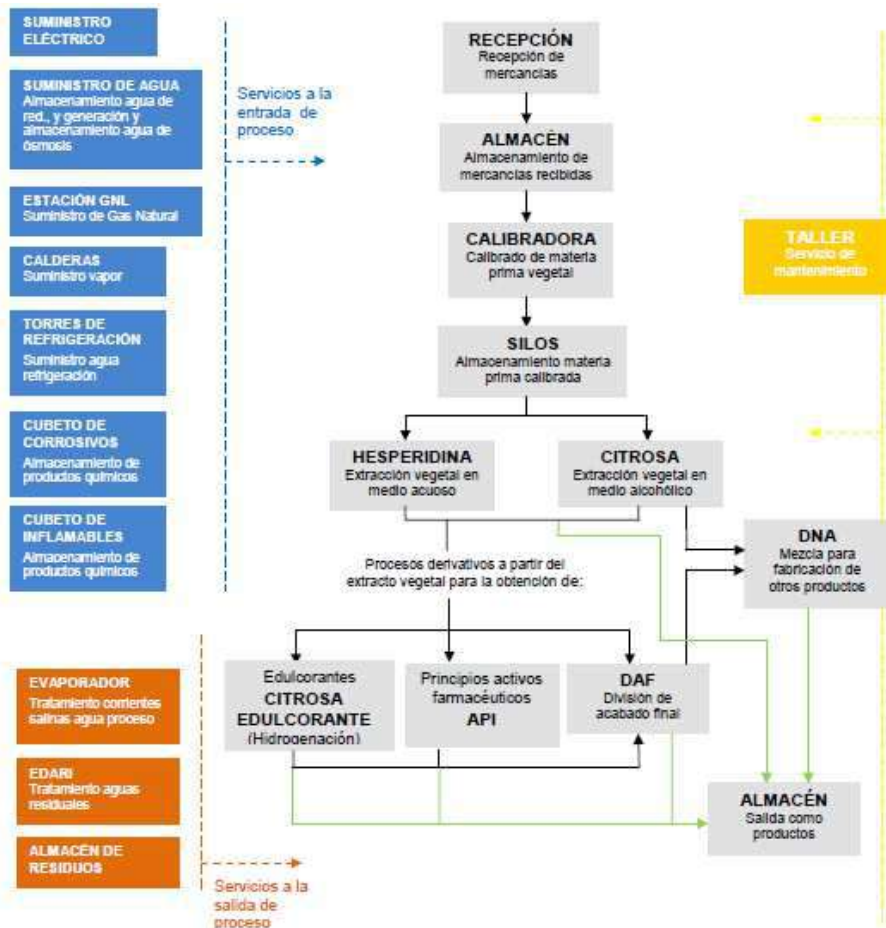 SUMINISTRO
ELÉCTRICO
SUMINISTRO DE AGUA
Almacenamiento agua de
red., y generación y
almacenamiento agua de
ósmosis
ESTACIÓN GNL
Suministro de Gas Natural
CALDERAS
Suministro vapor
TORRES DE
REFRIGERACIÓN
Suministro agua
refrigeración
CUBETO DE
CORROSIVOS
Almacenamiento de
productos químicos
CUBETO DE
INFLAMABLES
Almacenamiento de
productos químicos
Servicios a la
entrada de
proceso
RECEPCIÓN
Recepción de
mercancias
ALMACÉN
Almacenamiento de
mercancías recibidas
CALIBRADORA
Calibrado de materia
prima vegetal
SILOS
Almacenamiento materia
prima calibrada
HESPERIDINA
Extracción vegetal en
medio acuoso
CITROSA
Extracción vegetal en
medio alcohólico
TALLER
Servicio de
mantenimiento
DNA
Mezcla para
fabricación de
otros productos
Procesos derivativos a partir del
extracto vegetal para la obtención de:
Edulcorantes
CITROSA
EDULCORANTE
(Hidrogenación)
Principios activos
farmacéuticos
API
DAF
División de
acabado final
ALMACÉN
Salida como
productos
EVAPORADOR
Tratamiento corrientes
salinas agua proceso
EDARI
Tratamiento aguas
residuales
ALMACÉN DE
RESIDUOS
Servicios a la
salida de
proceso